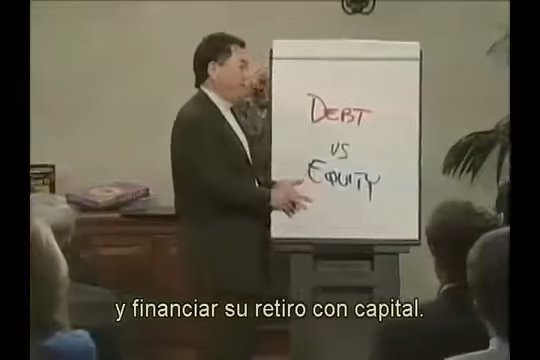 DEBT
VS
EQUITY
y financiar su retiro con capital.